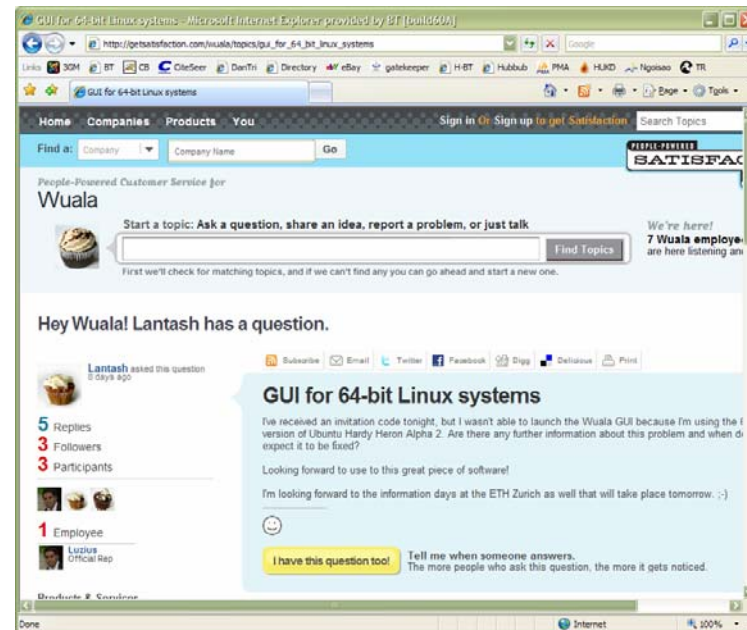 GUI for 64-bit Linux systems - Microsoft Internet Explorer provided by BT [build60A]
http://getsatisfaction.com/wuala/topics/gui_for_64_bit_linux_systems
Google
Links 3GM BT CB CiteSeer DanTri Directory eBay gatekeeper H-BT Hubbub PMA HUKD Ngoisao TR
GUI for 64-bit Linux systems
Page Tools
Home Companies Products You
Sign in Or Sign up to get Satisfaction
Search Topics
Find a: Company Company Name Go
PEOPLE-POWERED
SATISFAC
People-Powered Customer Service for
Wuala
Start a topic: Ask a question, share an idea, report a problem, or just talk
Find Topics
First we'll check for matching topics, and if we can't find any you can go ahead and start a new one.
We're here!
7 Wuala employe
are here listening an
Hey Wuala! Lantash has a question.
Lantash asked this question
days ago
5 Replies
3 Followers
3 Participants
1 Employee
Luzius
Official Rep
Products & Services
Subscribe Email Twitter Facebook Digg Delicious Print
GUI for 64-bit Linux systems
I've received an invitation code tonight, but I wasn't able to launch the Wuala GUI because I'm using the
version of Ubuntu Hardy Heron Alpha 2. Are there any further information about this problem and when d
expect it to be fixed?
Looking forward to use to this great piece of software!
I'm looking forward to the information days at the ETH Zurich as well that will take place tomorrow. ;-)
I have this question too!
Tell me when someone answers.
The more people who ask this question, the more it gets noticed.
Done
Internet
100%